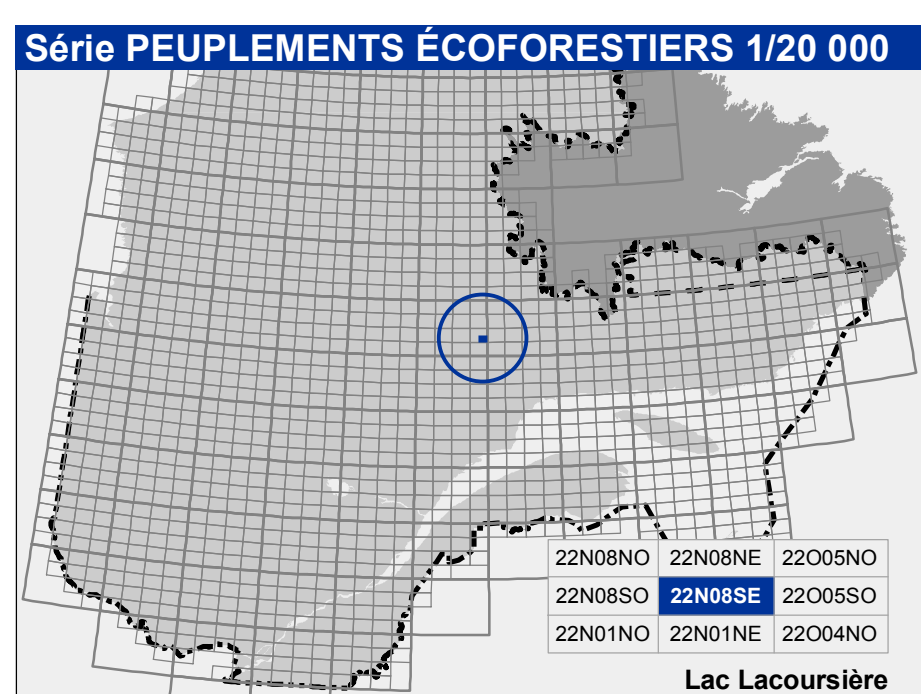 Série PEUPLEMENTS ÉCOFORESTIERS 1/20 000
22N08NO 22N08NE 22O05NO
22N08SO 22N08SE 22O05SO
22N01NO 22N01NE 22O04NO
Lac Lacoursière